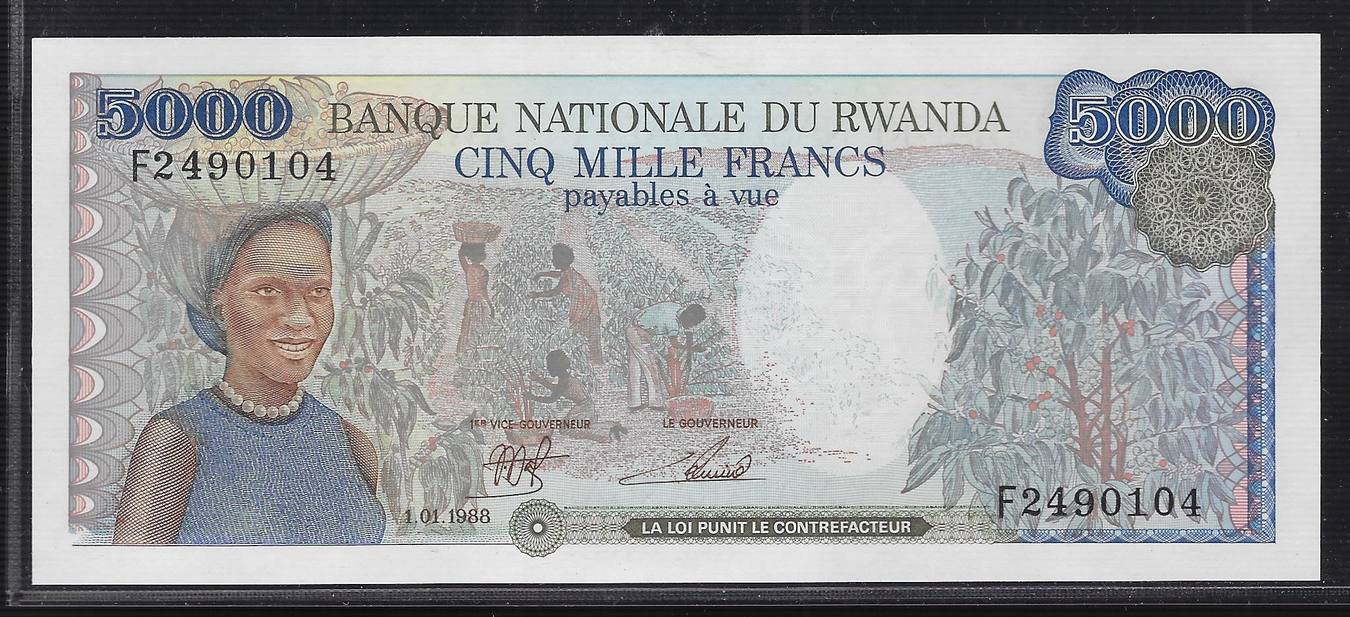 5000 BANQUE NATIONALE DU RWANDA 5000
F2490104 CINQ MILLE FRANCS
payables à vue
1ER VICE-GOUVERNEUR LE GOUVERNEUR
F2490104
1.01.1988
LA LOI PUNIT LE CONTREFACTEUR